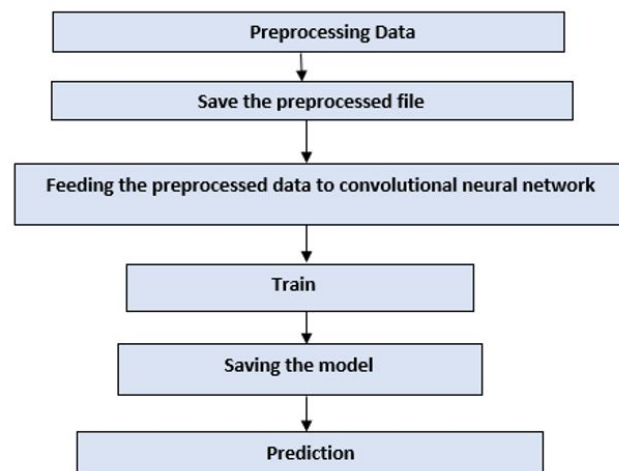 Preprocessing Data
Save the preprocessed file
Feeding the preprocessed data to convolutional neural network
Train
Saving the model
Prediction